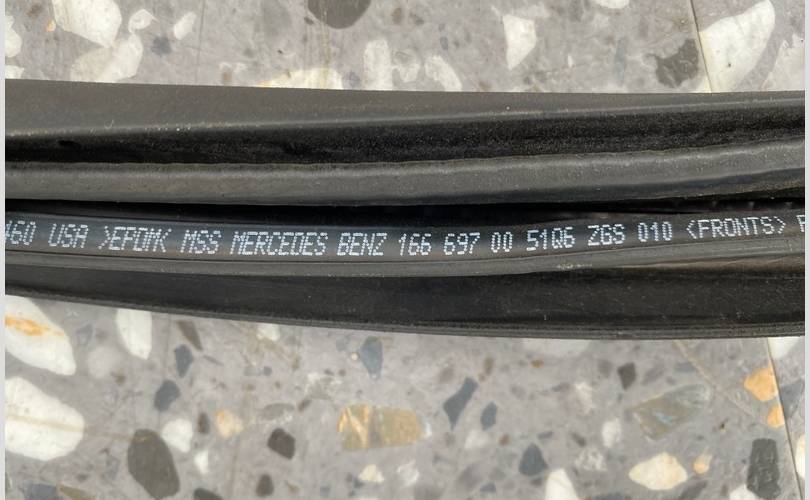 460 USA >EPDM< MSS MERCEDES BENZ 166 697 00 51Q6 ZGS 010 <FRONTS>